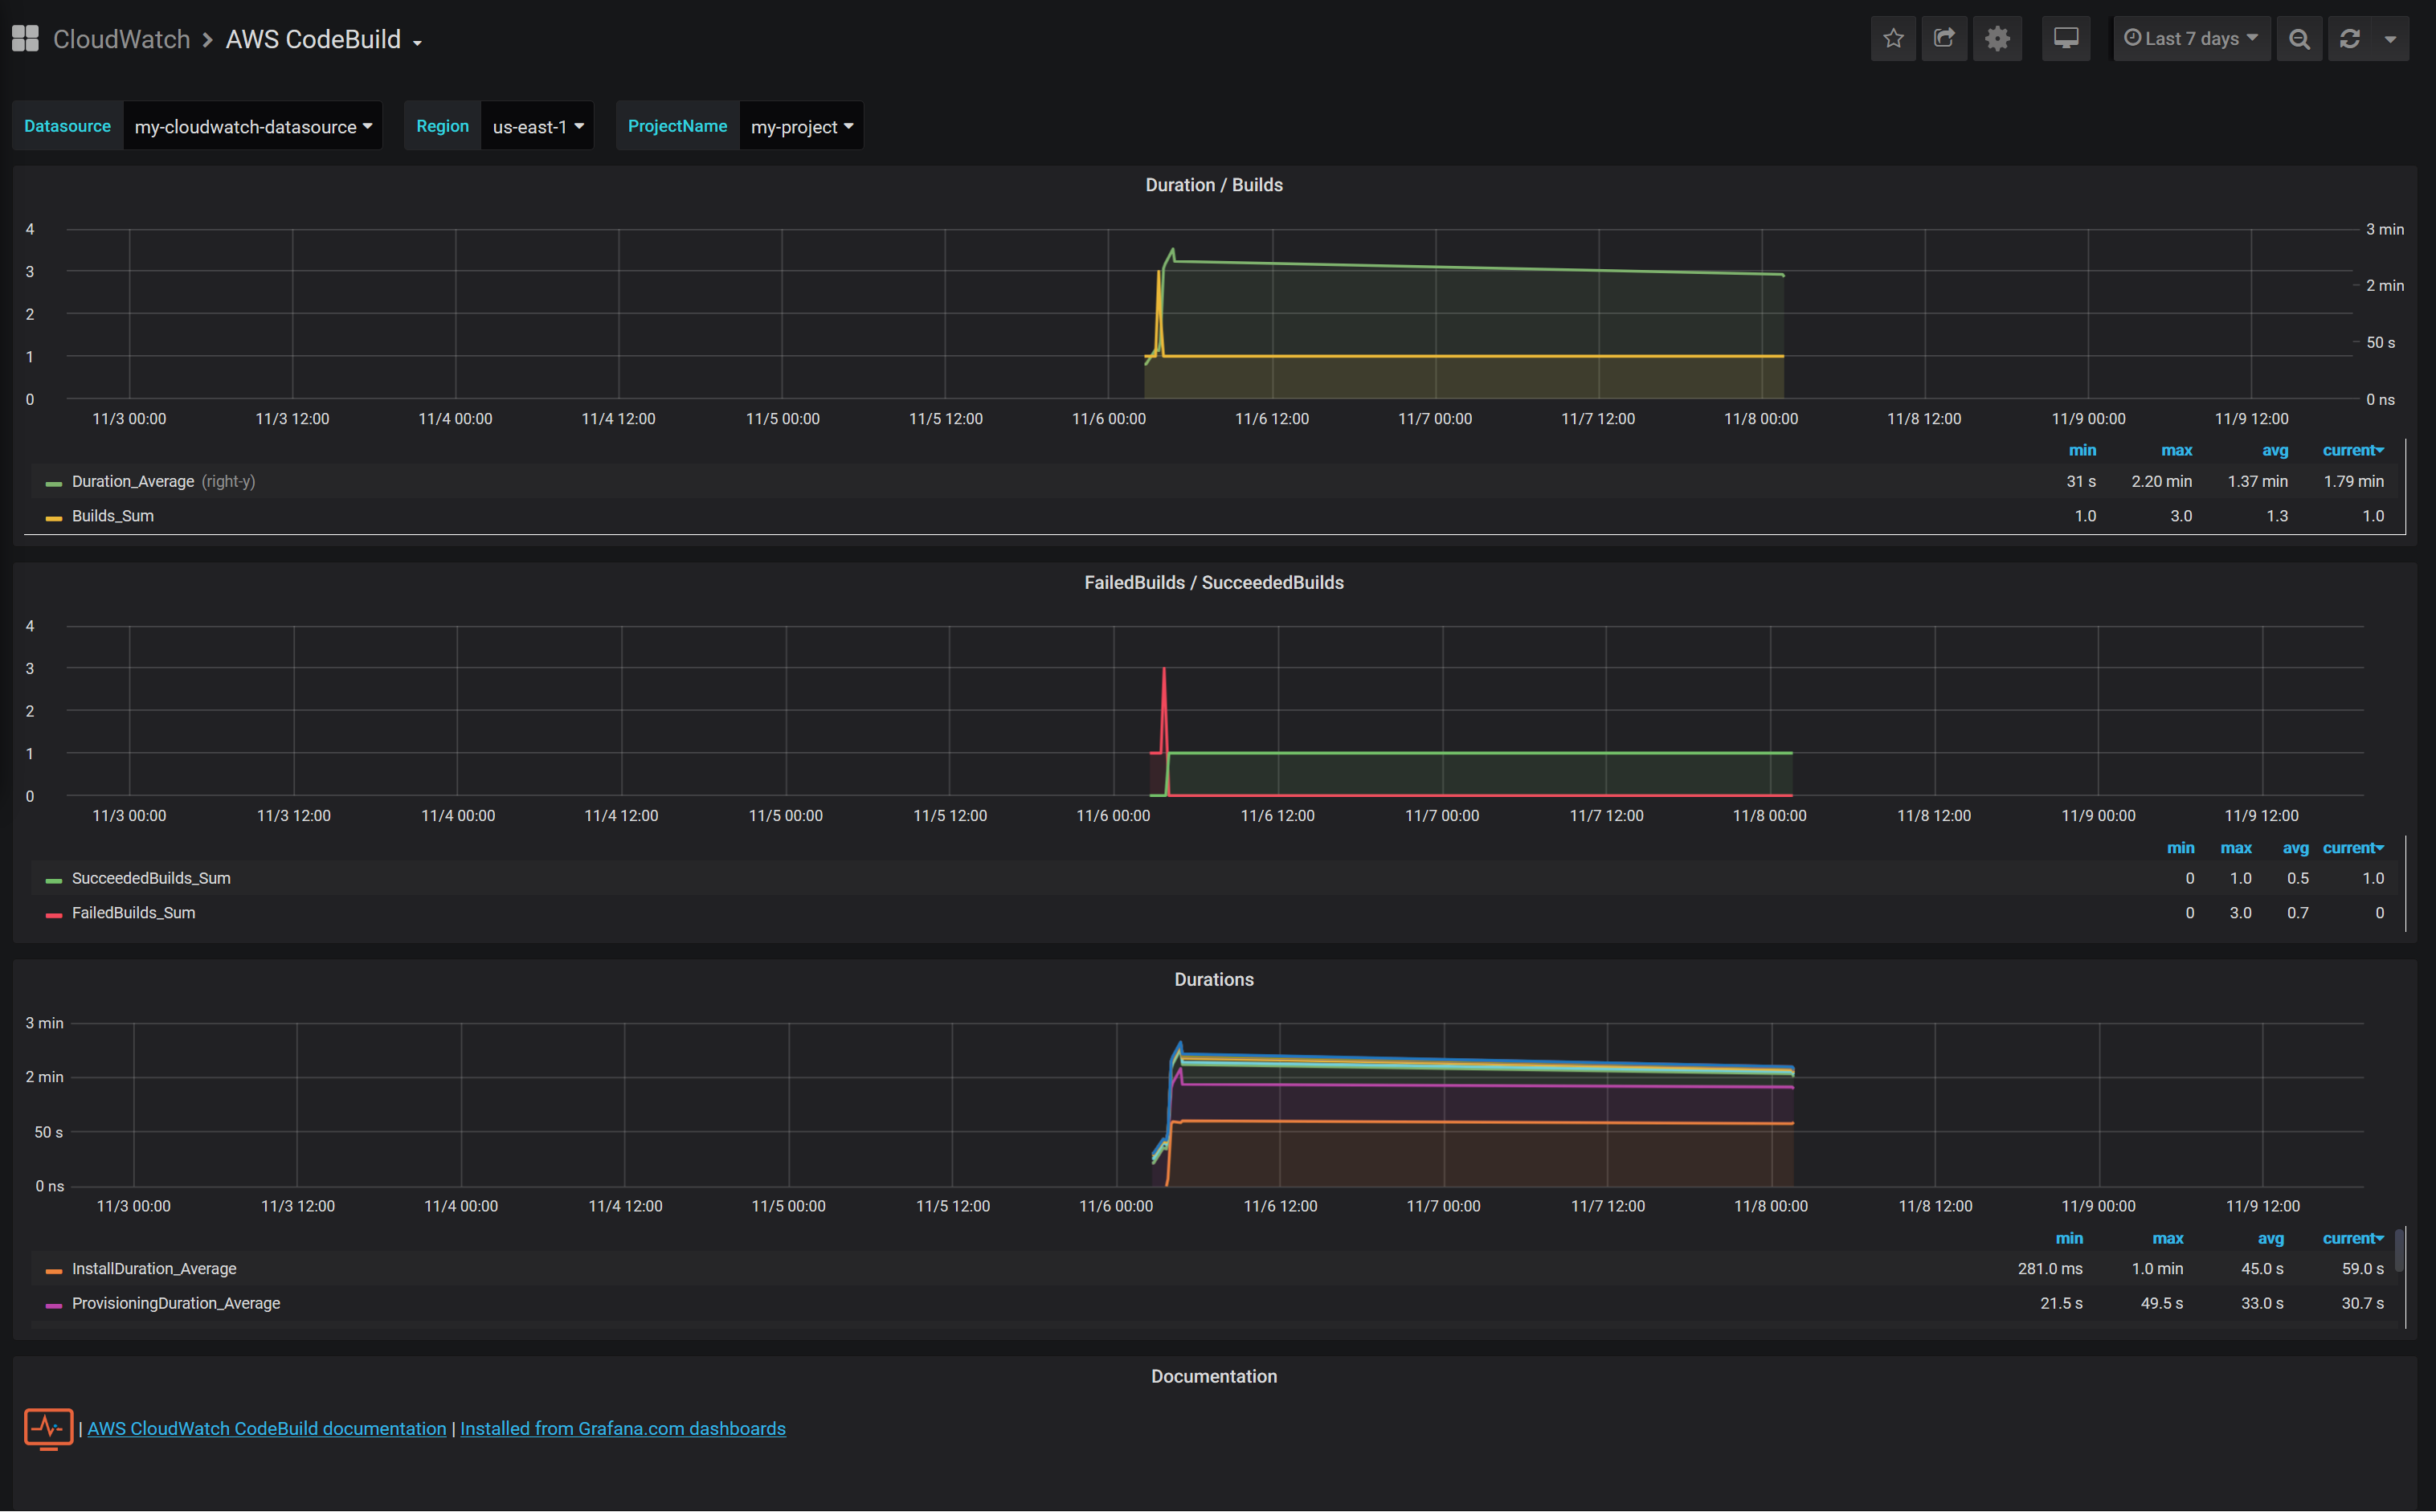 CloudWatch > AWS CodeBuild
Last 7 days
Datasource my-cloudwatch-datasource Region us-east-1 ProjectName my-project
Duration / Builds
4 3 min
3
2 min
2
1 50 s
0 0 ns
11/3 00:00 11/3 12:00 11/4 00:00 11/4 12:00 11/5 00:00 11/5 12:00 11/6 00:00 11/6 12:00 11/7 00:00 11/7 12:00 11/8 00:00 11/8 12:00 11/9 00:00 11/9 12:00
min max avg current
Duration_Average (right-y) 31 s 2.20 min 1.37 min 1.79 min
Builds_Sum 1.0 3.0 1.3 1.0
FailedBuilds / SucceededBuilds
4
3
2
1
0
11/3 00:00 11/3 12:00 11/4 00:00 11/4 12:00 11/5 00:00 11/5 12:00 11/6 00:00 11/6 12:00 11/7 00:00 11/7 12:00 11/8 00:00 11/8 12:00 11/9 00:00 11/9 12:00
min max avg current
SucceededBuilds_Sum 0 1.0 0.5 1.0
FailedBuilds_Sum 0 3.0 0.7 0
Durations
3 min
2 min
50 s
0 ns
11/3 00:00 11/3 12:00 11/4 00:00 11/4 12:00 11/5 00:00 11/5 12:00 11/6 00:00 11/6 12:00 11/7 00:00 11/7 12:00 11/8 00:00 11/8 12:00 11/9 00:00 11/9 12:00
min max avg current
InstallDuration_Average 281.0 ms 1.0 min 45.0 s 59.0 s
ProvisioningDuration_Average 21.5 s 49.5 s 33.0 s 30.7 s
Documentation
| AWS CloudWatch CodeBuild documentation | Installed from Grafana.com dashboards